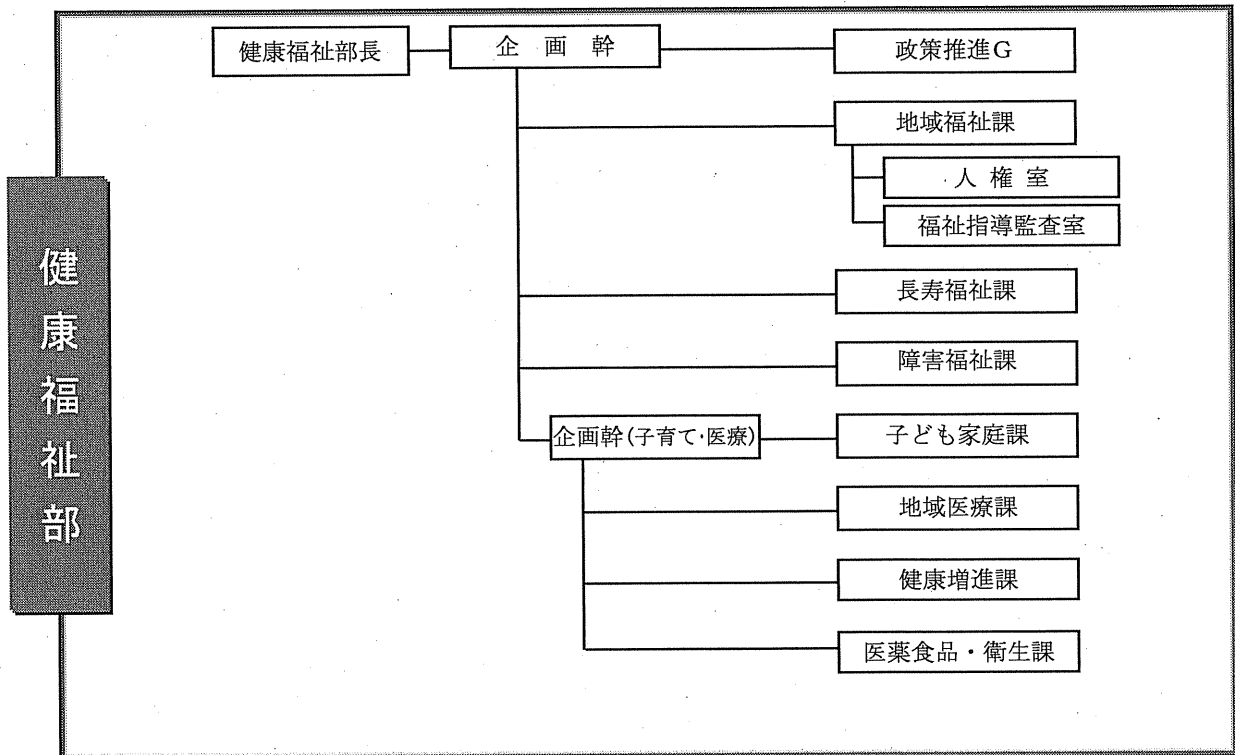 健康福祉部
健康福祉部長
企画幹
政策推進G
地域福祉課
人権室
福祉指導監査室
長寿福祉課
障害福祉課
企画幹(子育て・医療)
子ども家庭課
地域医療課
健康増進課
医薬食品・衛生課